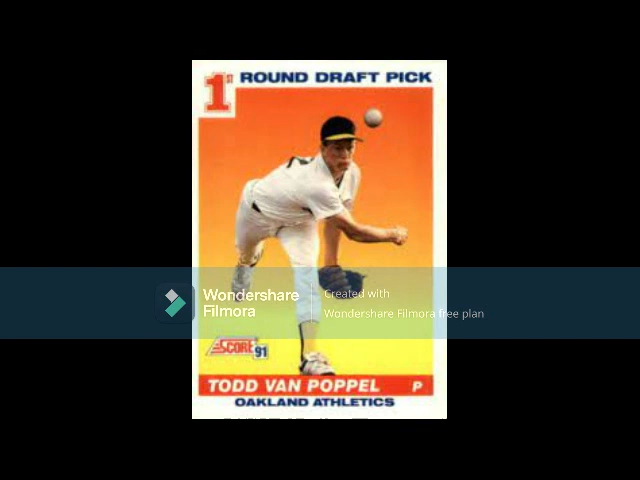 1ST ROUND DRAFT PICK
Wondershare
Filmora
Created with
Wondershare Filmora free plan
SCORE 91
TODD VAN POPPEL P
OAKLAND ATHLETICS